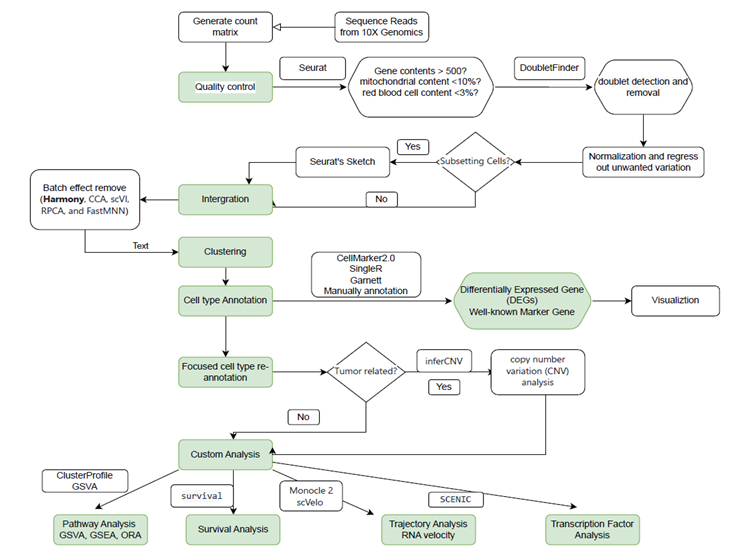 Generate count
matrix
Sequence Reads
from 10X Genomics
Quality control
Seurat
Gene contents > 500?
mitochondrial content <10%?
red blood cell content <3%?
DoubletFinder
doublet detection and
removal
Normalization and regress
out unwanted variation
Subsetting Cells?
Yes
Seurat's Sketch
No
Intergration
Batch effect remove
(Harmony, CCA, scVI,
RPCA, and FastMNN)
Text
Clustering
Cell type Annotation
CellMarker2.0
SingleR
Garnett
Manually annotation
Differentially Expressed Gene
(DEGs)
Well-known Marker Gene
Visualiztion
Focused cell type re-
annotation
Tumor related?
inferCNV
Yes
copy number
variation (CNV)
analysis
No
Custom Analysis
ClusterProfile
GSVA
survival
Monocle 2
scVelo
SCENIC
Pathway Analysis
GSVA, GSEA, ORA
Survival Analysis
Trajectory Analysis
RNA velocity
Transcription Factor
Analysis